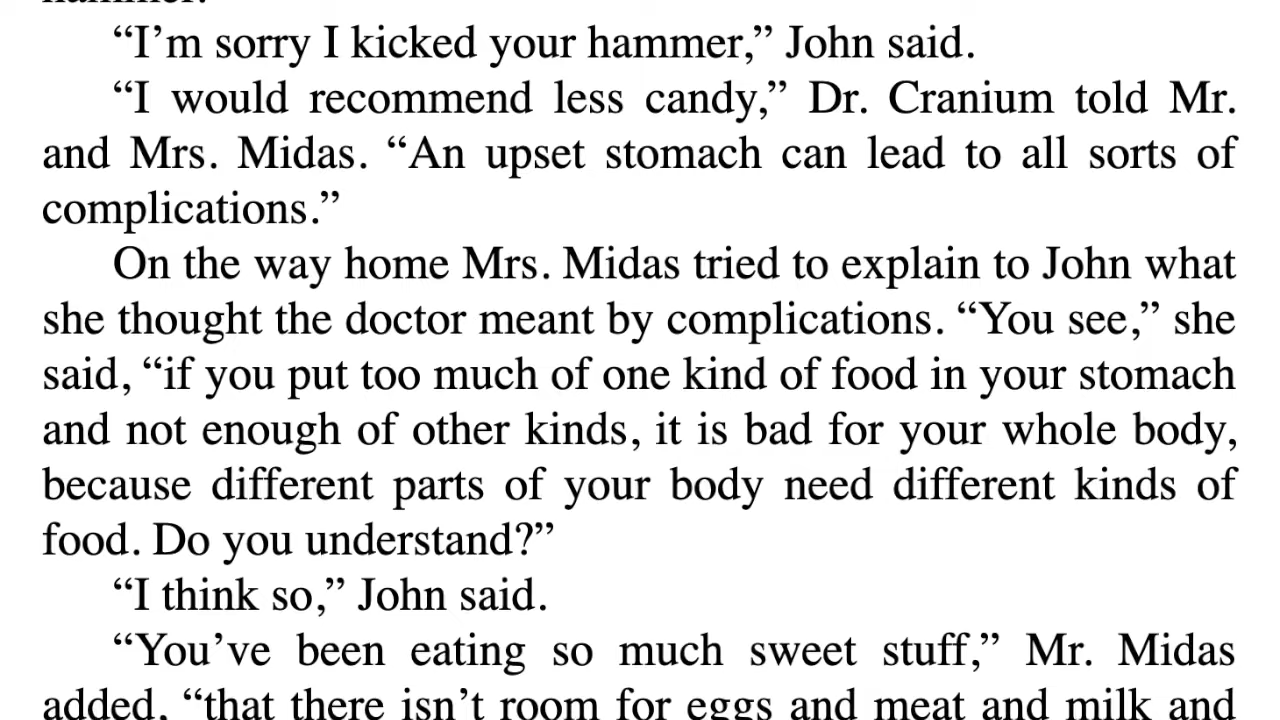 hammer.
“I’m sorry I kicked your hammer,” John said.
“I would recommend less candy,” Dr. Cranium told Mr.
and Mrs. Midas. “An upset stomach can lead to all sorts of
complications.”
On the way home Mrs. Midas tried to explain to John what
she thought the doctor meant by complications. “You see,” she
said, “if you put too much of one kind of food in your stomach
and not enough of other kinds, it is bad for your whole body,
because different parts of your body need different kinds of
food. Do you understand?”
“I think so,” John said.
“You’ve been eating so much sweet stuff,” Mr. Midas
added, “that there isn’t room for eggs and meat and milk and